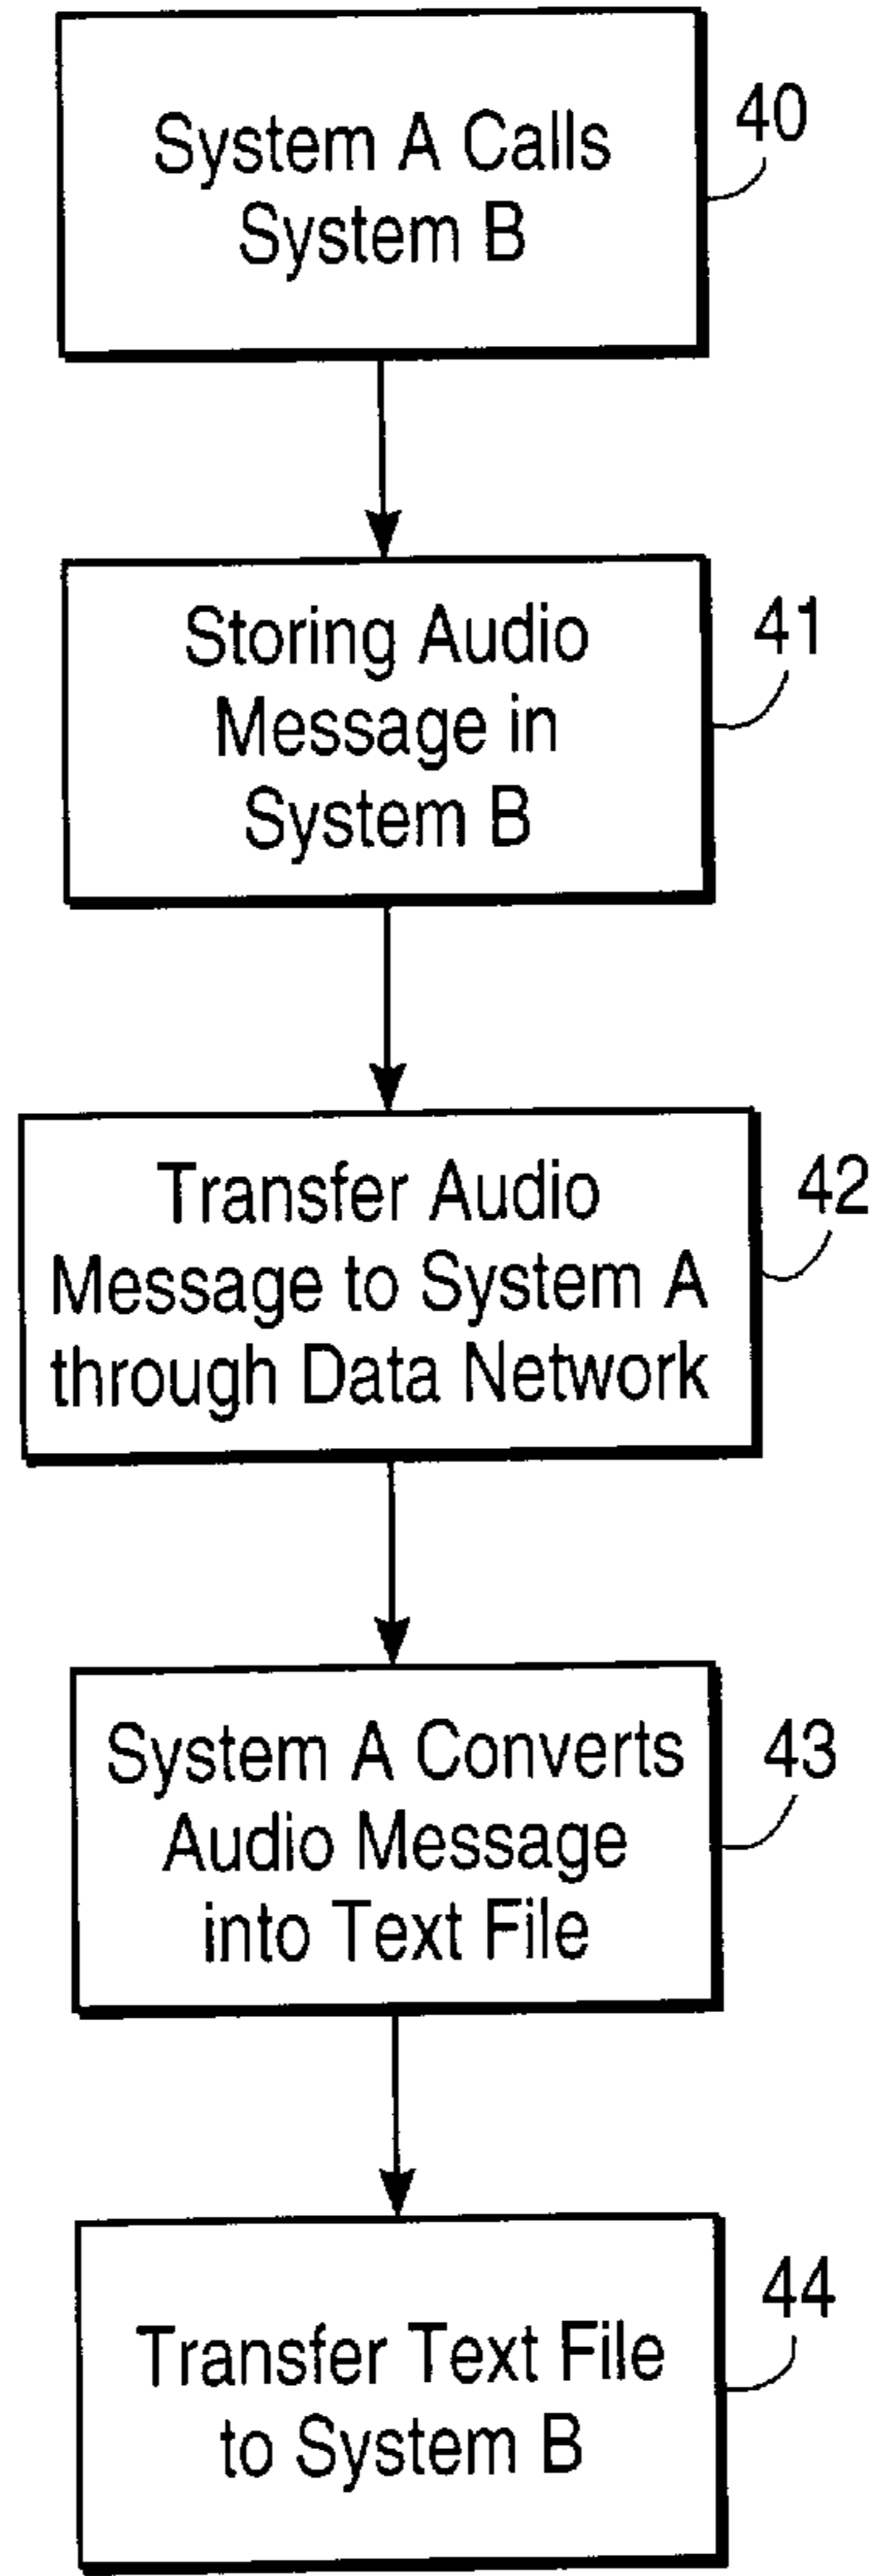 System A Calls
System B
40
Storing Audio
Message in
System B
41
Transfer Audio
Message to System A
through Data Network
42
System A Converts
Audio Message
into Text File
43
Transfer Text File
to System B
44